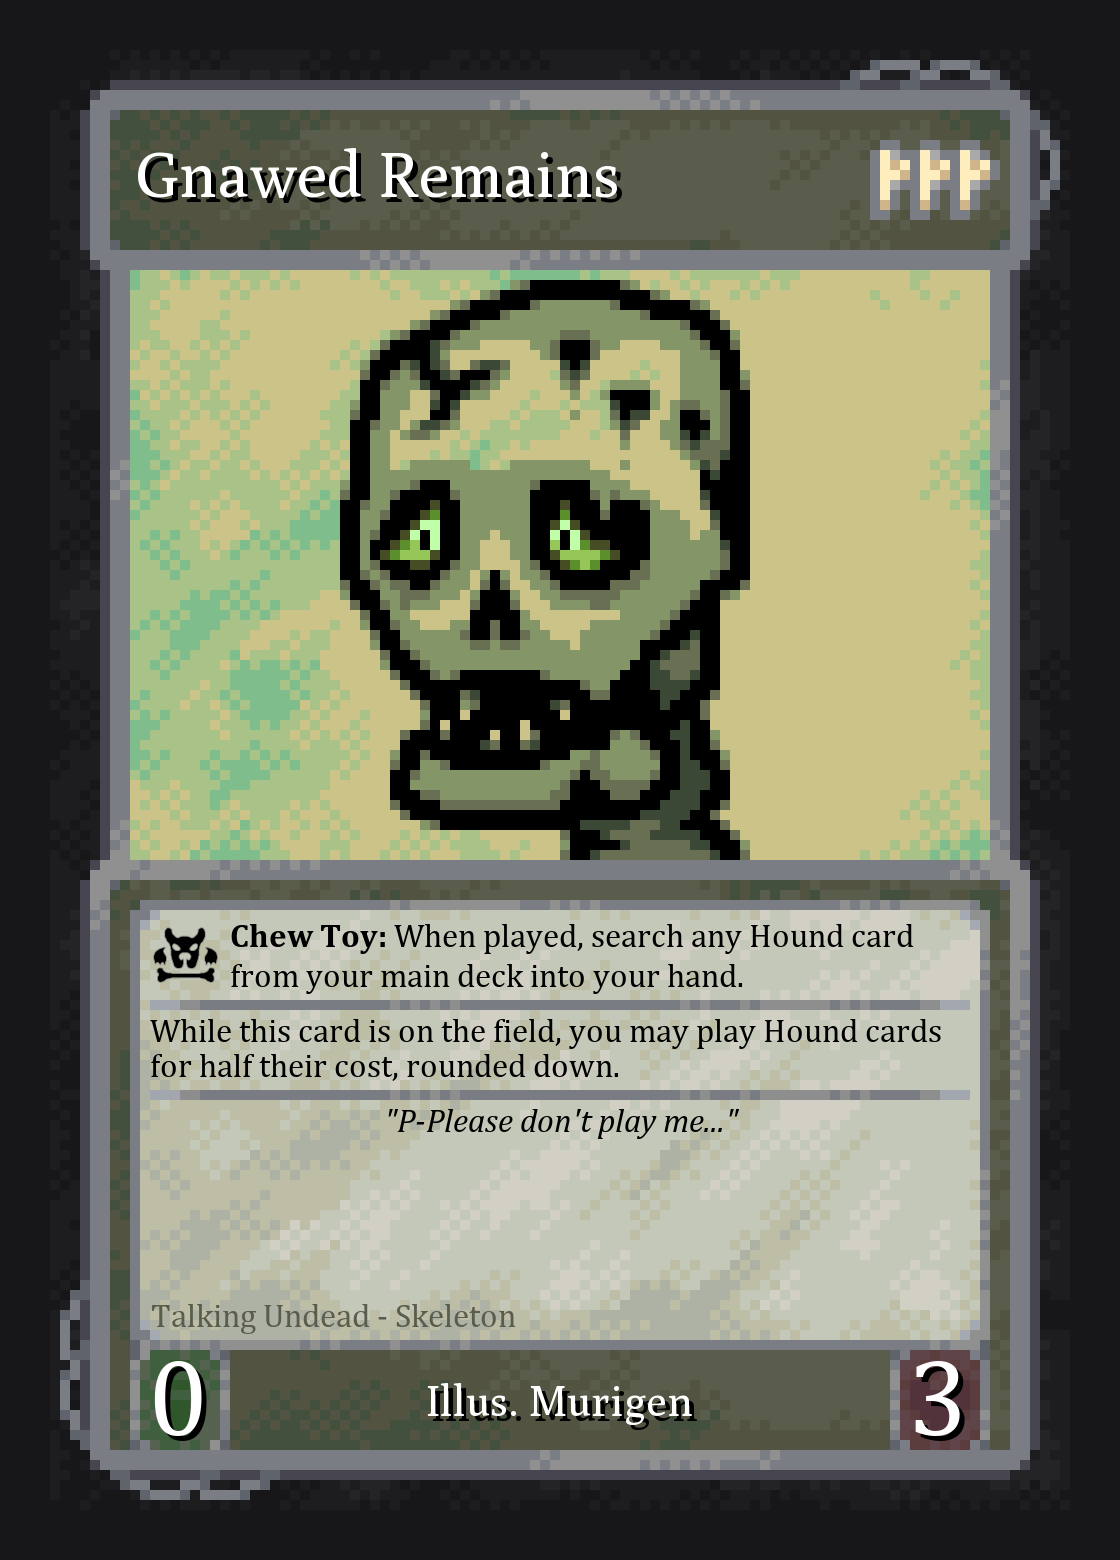 Gnawed Remains
Chew Toy: When played, search any Hound card
from your main deck into your hand.
While this card is on the field, you may play Hound cards
for half their cost, rounded down.
"P-Please don't play me..."
Talking Undead - Skeleton
0
Illus. Murigen
3